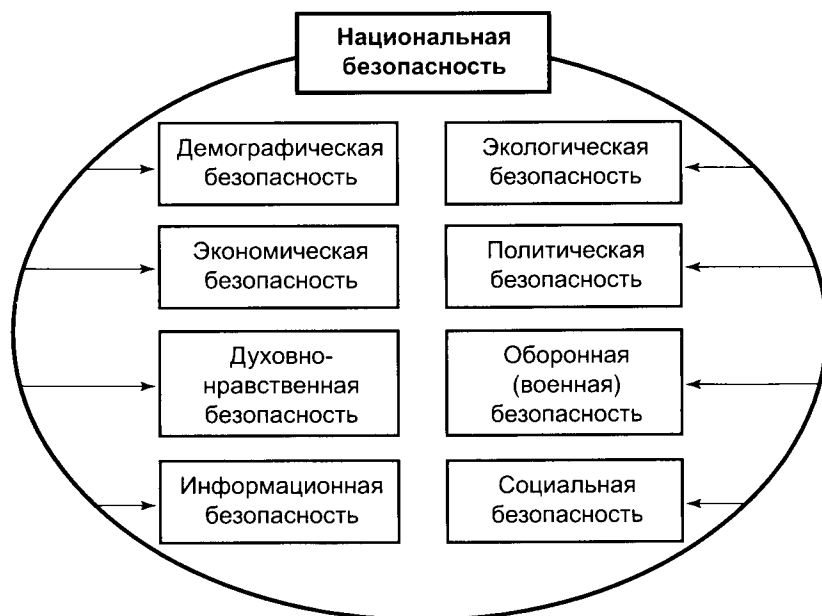 Национальная
безопасность
Демографическая
безопасность
Экологическая
безопасность
Экономическая
безопасность
Политическая
безопасность
Духовно-
нравственная
безопасность
Оборонная
(военная)
безопасность
Информационная
безопасность
Социальная
безопасность